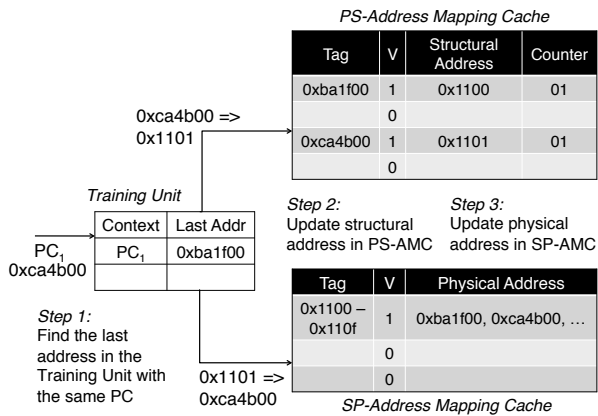 PS-Address Mapping Cache
Tag V Structural Address Counter
0xba1f00 1 0x1100 01
0
0xca4b00 1 0x1101 01
0
0xca4b00 =>
0x1101
Training Unit
Context Last Addr
PC₁ 0xba1f00
PC₁
0xca4b00
Step 1:
Find the last
address in the
Training Unit with
the same PC
Step 2:
Update structural
address in PS-AMC
Step 3:
Update physical
address in SP-AMC
0x1101 =>
0xca4b00
Tag V Physical Address
0x1100 –
0x110f 1 0xba1f00, 0xca4b00, …
0
0
SP-Address Mapping Cache